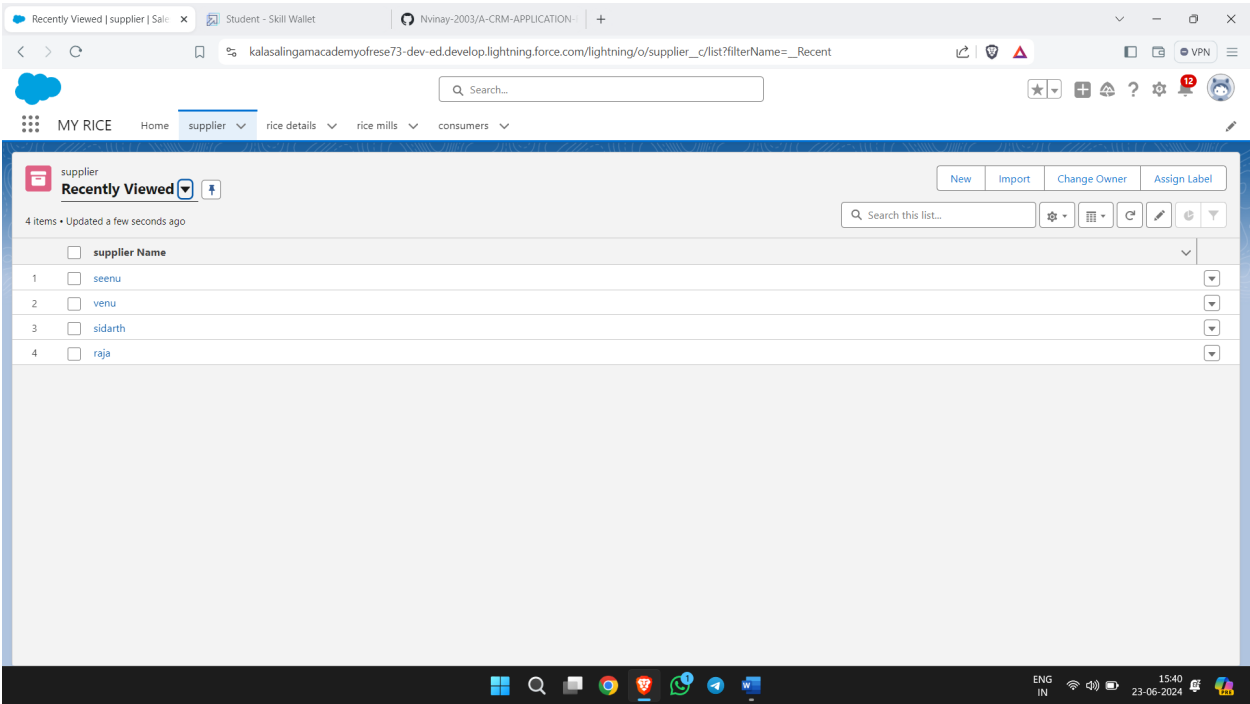 Recently Viewed | supplier | Sale
Student - Skill Wallet
Nvinay-2003/A-CRM-APPLICATION-
kalasalingamacademyofrese73-dev-ed.develop.lightning.force.com/lightning/o/supplier__c/list?filterName=__Recent
VPN
Search...
12
MY RICE
Home
supplier
rice details
rice mills
consumers
supplier
Recently Viewed
New
Import
Change Owner
Assign Label
4 items • Updated a few seconds ago
Search this list...
supplier Name
1 seenu
2 venu
3 sidarth
4 raja
1
W
ENG
IN
15:40
23-06-2024
PRE